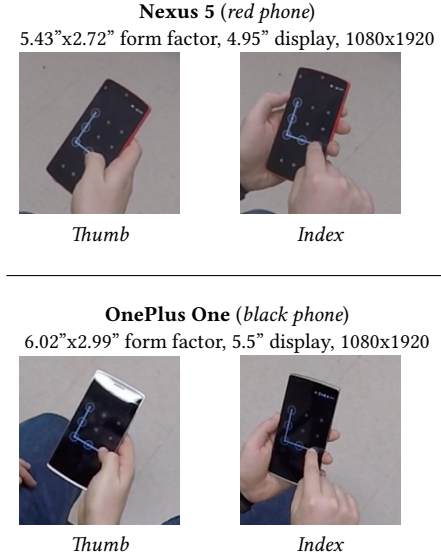 Nexus 5 (red phone)
5.43”x2.72” form factor, 4.95” display, 1080x1920
Thumb
Index
OnePlus One (black phone)
6.02”x2.99” form factor, 5.5” display, 1080x1920
Thumb
Index